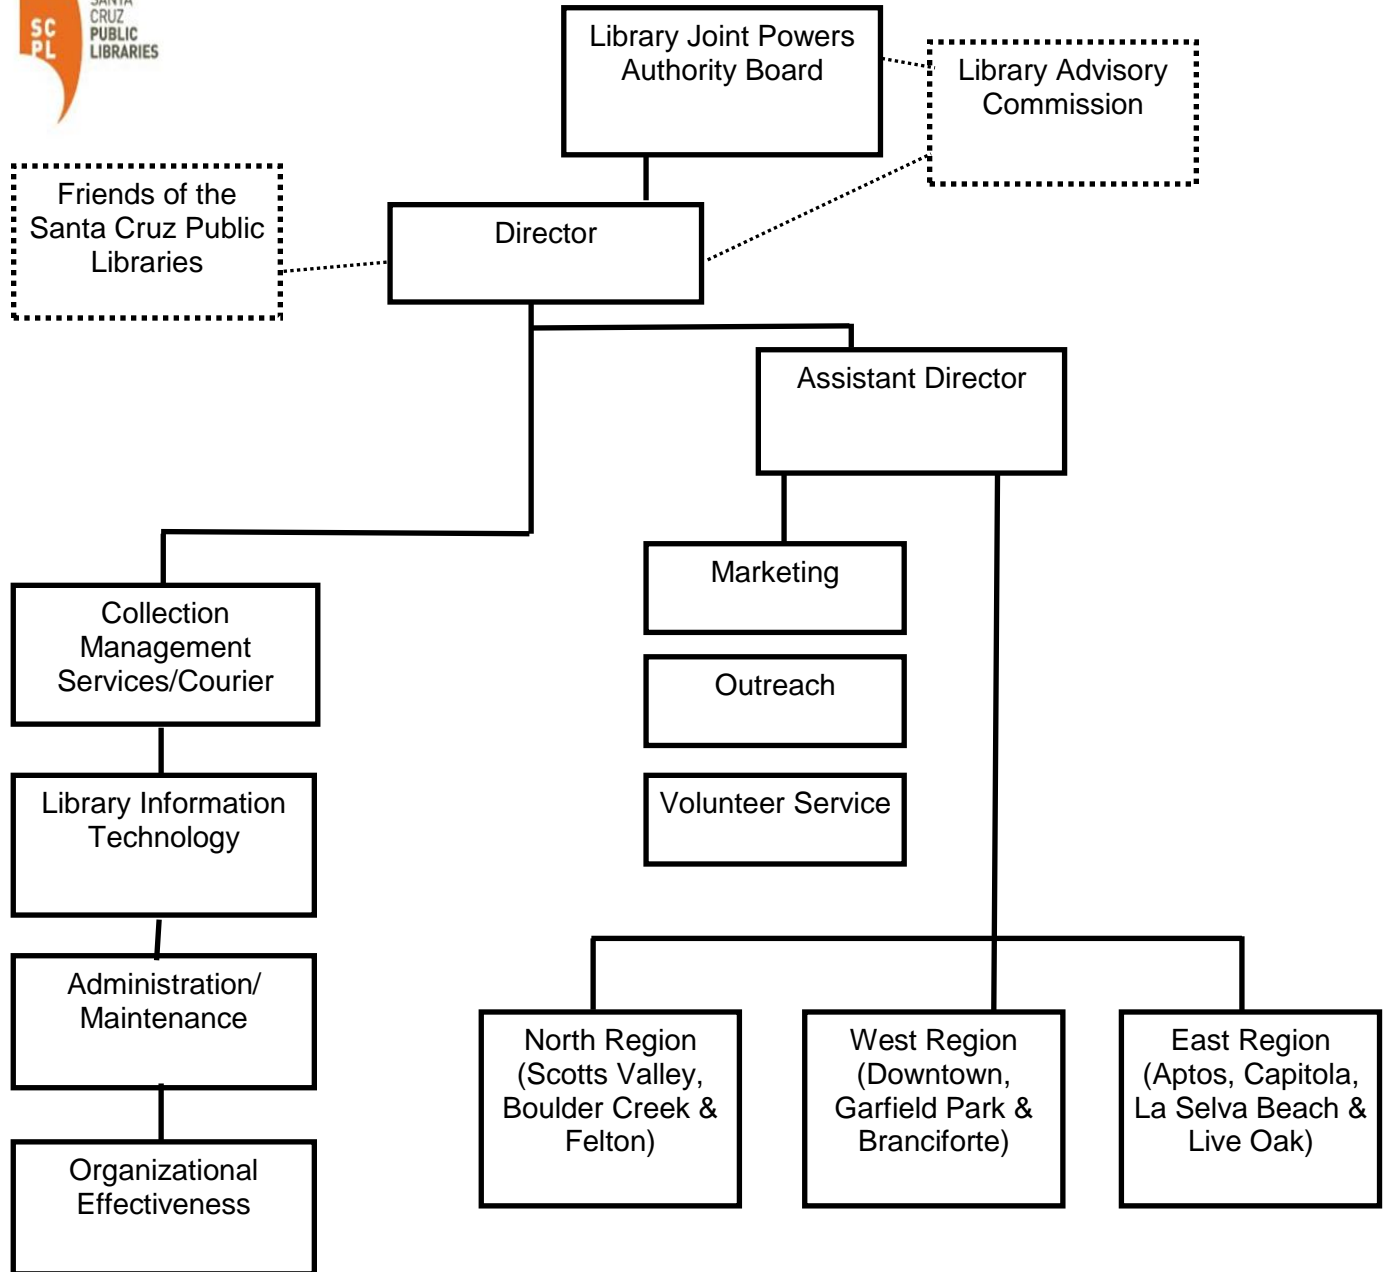 SANTA
CRUZ
PUBLIC
LIBRARIES
SC
PL
Library Joint Powers
Authority Board
Library Advisory
Commission
Friends of the
Santa Cruz Public
Libraries
Director
Assistant Director
Marketing
Outreach
Volunteer Service
Collection
Management
Services/Courier
Library Information
Technology
Administration/
Maintenance
Organizational
Effectiveness
North Region
(Scotts Valley,
Boulder Creek &
Felton)
West Region
(Downtown,
Garfield Park &
Branciforte)
East Region
(Aptos, Capitola,
La Selva Beach &
Live Oak)